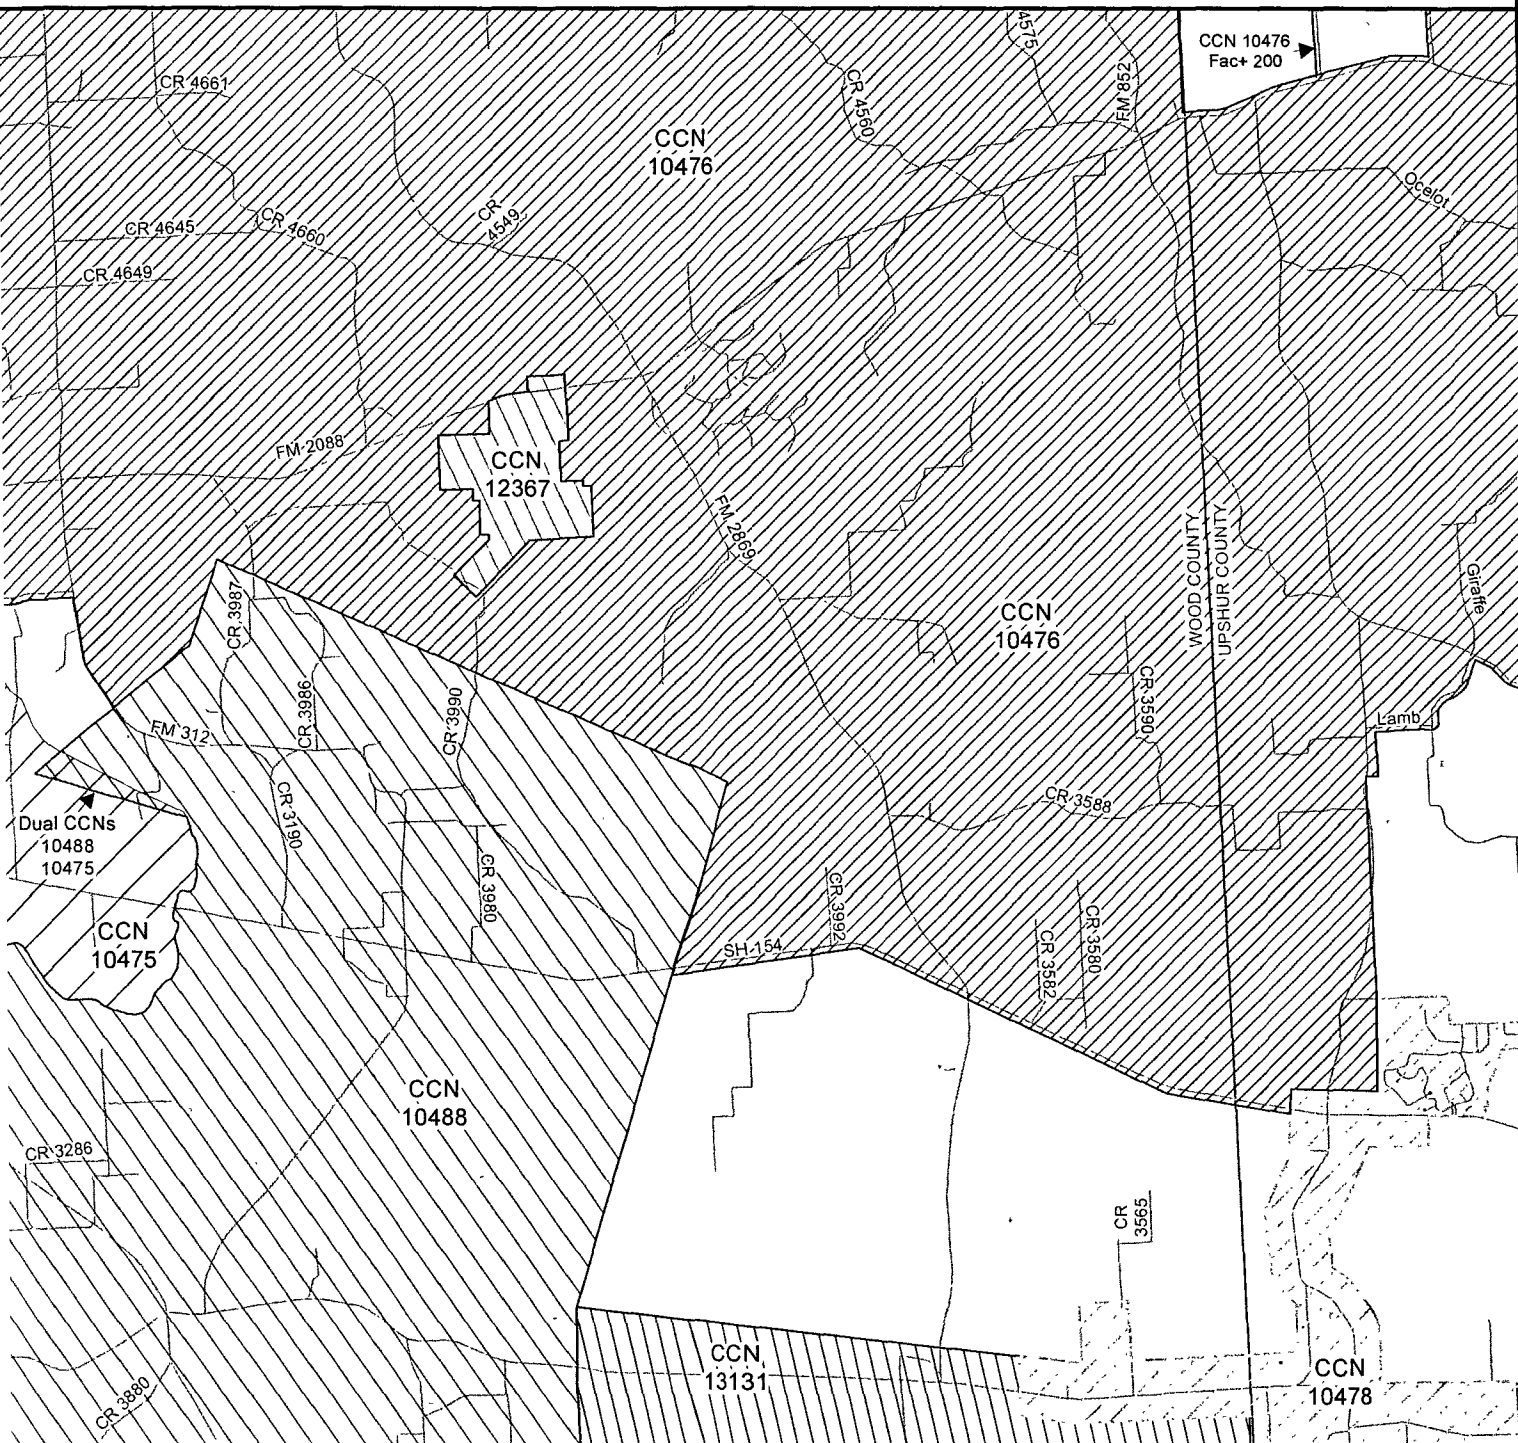 4575
CCN 10476
Fac+ 200
FM 852
CR 4661
CR 4560
CCN
10476
Ocelot
CR
4549
CR 4645
CR 4660
CR 4649
FM 2088
CCN
12367
FM 2869
WOOD COUNTY
UPSHUR COUNTY
Giraffe
CCN
10476
CR 3987
CR 3986
CR 3990
CR 3560
Lamb
FM 312
CR 3190
CR 3588
Dual CCNs
10488
10475
CR 3980
CR 3992
CR 3580
CR 3582
CCN
10475
SH 154
CCN
10488
CR 3286
CR
3565
CCN
13131
CCN
10478
CR 3880